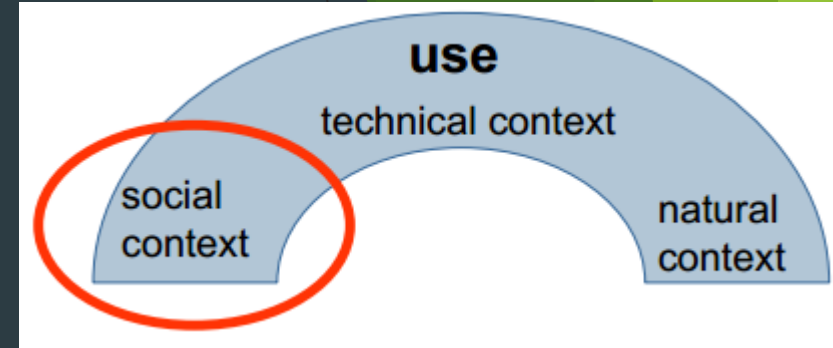 use
technical context
social
context
natural
context